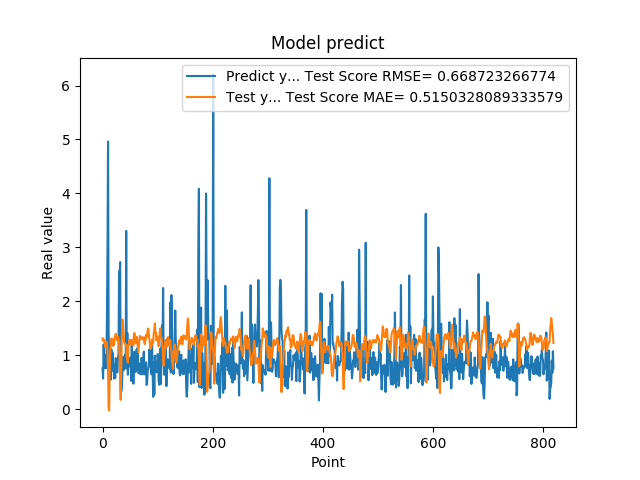 Model predict
Predict y... Test Score RMSE= 0.668723266774
Test y... Test Score MAE= 0.5150328089333579
Real value
6
5
4
3
2
1
0
0 200 400 600 800
Point